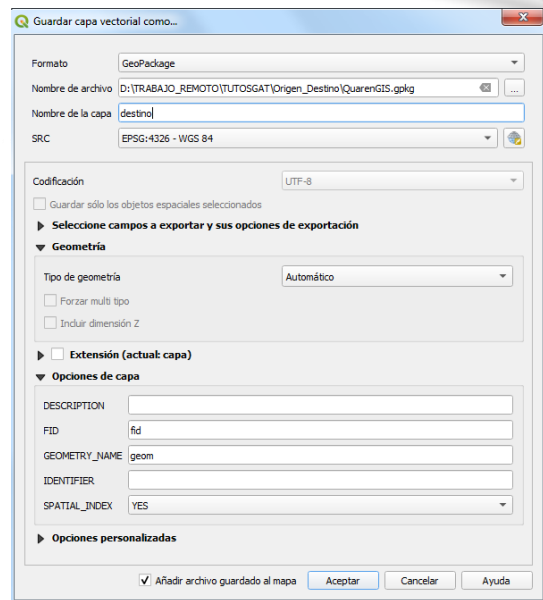 Guardar capa vectorial como...
Formato GeoPackage
Nombre de archivo D:\TRABAJO_REMOTO\TUTOSGAT\Origen_Destino\QuarenGIS.gpkg ...
Nombre de la capa destino
SRC EPSG:4326 - WGS 84
Codificación UTF-8
Guardar sólo los objetos espaciales seleccionados
Seleccione campos a exportar y sus opciones de exportación
Geometría
Tipo de geometría Automático
Forzar multi tipo
Incluir dimensión Z
Extensión (actual: capa)
Opciones de capa
DESCRIPTION
FID fid
GEOMETRY_NAME geom
IDENTIFIER
SPATIAL_INDEX YES
Opciones personalizadas
Añadir archivo guardado al mapa Aceptar Cancelar Ayuda